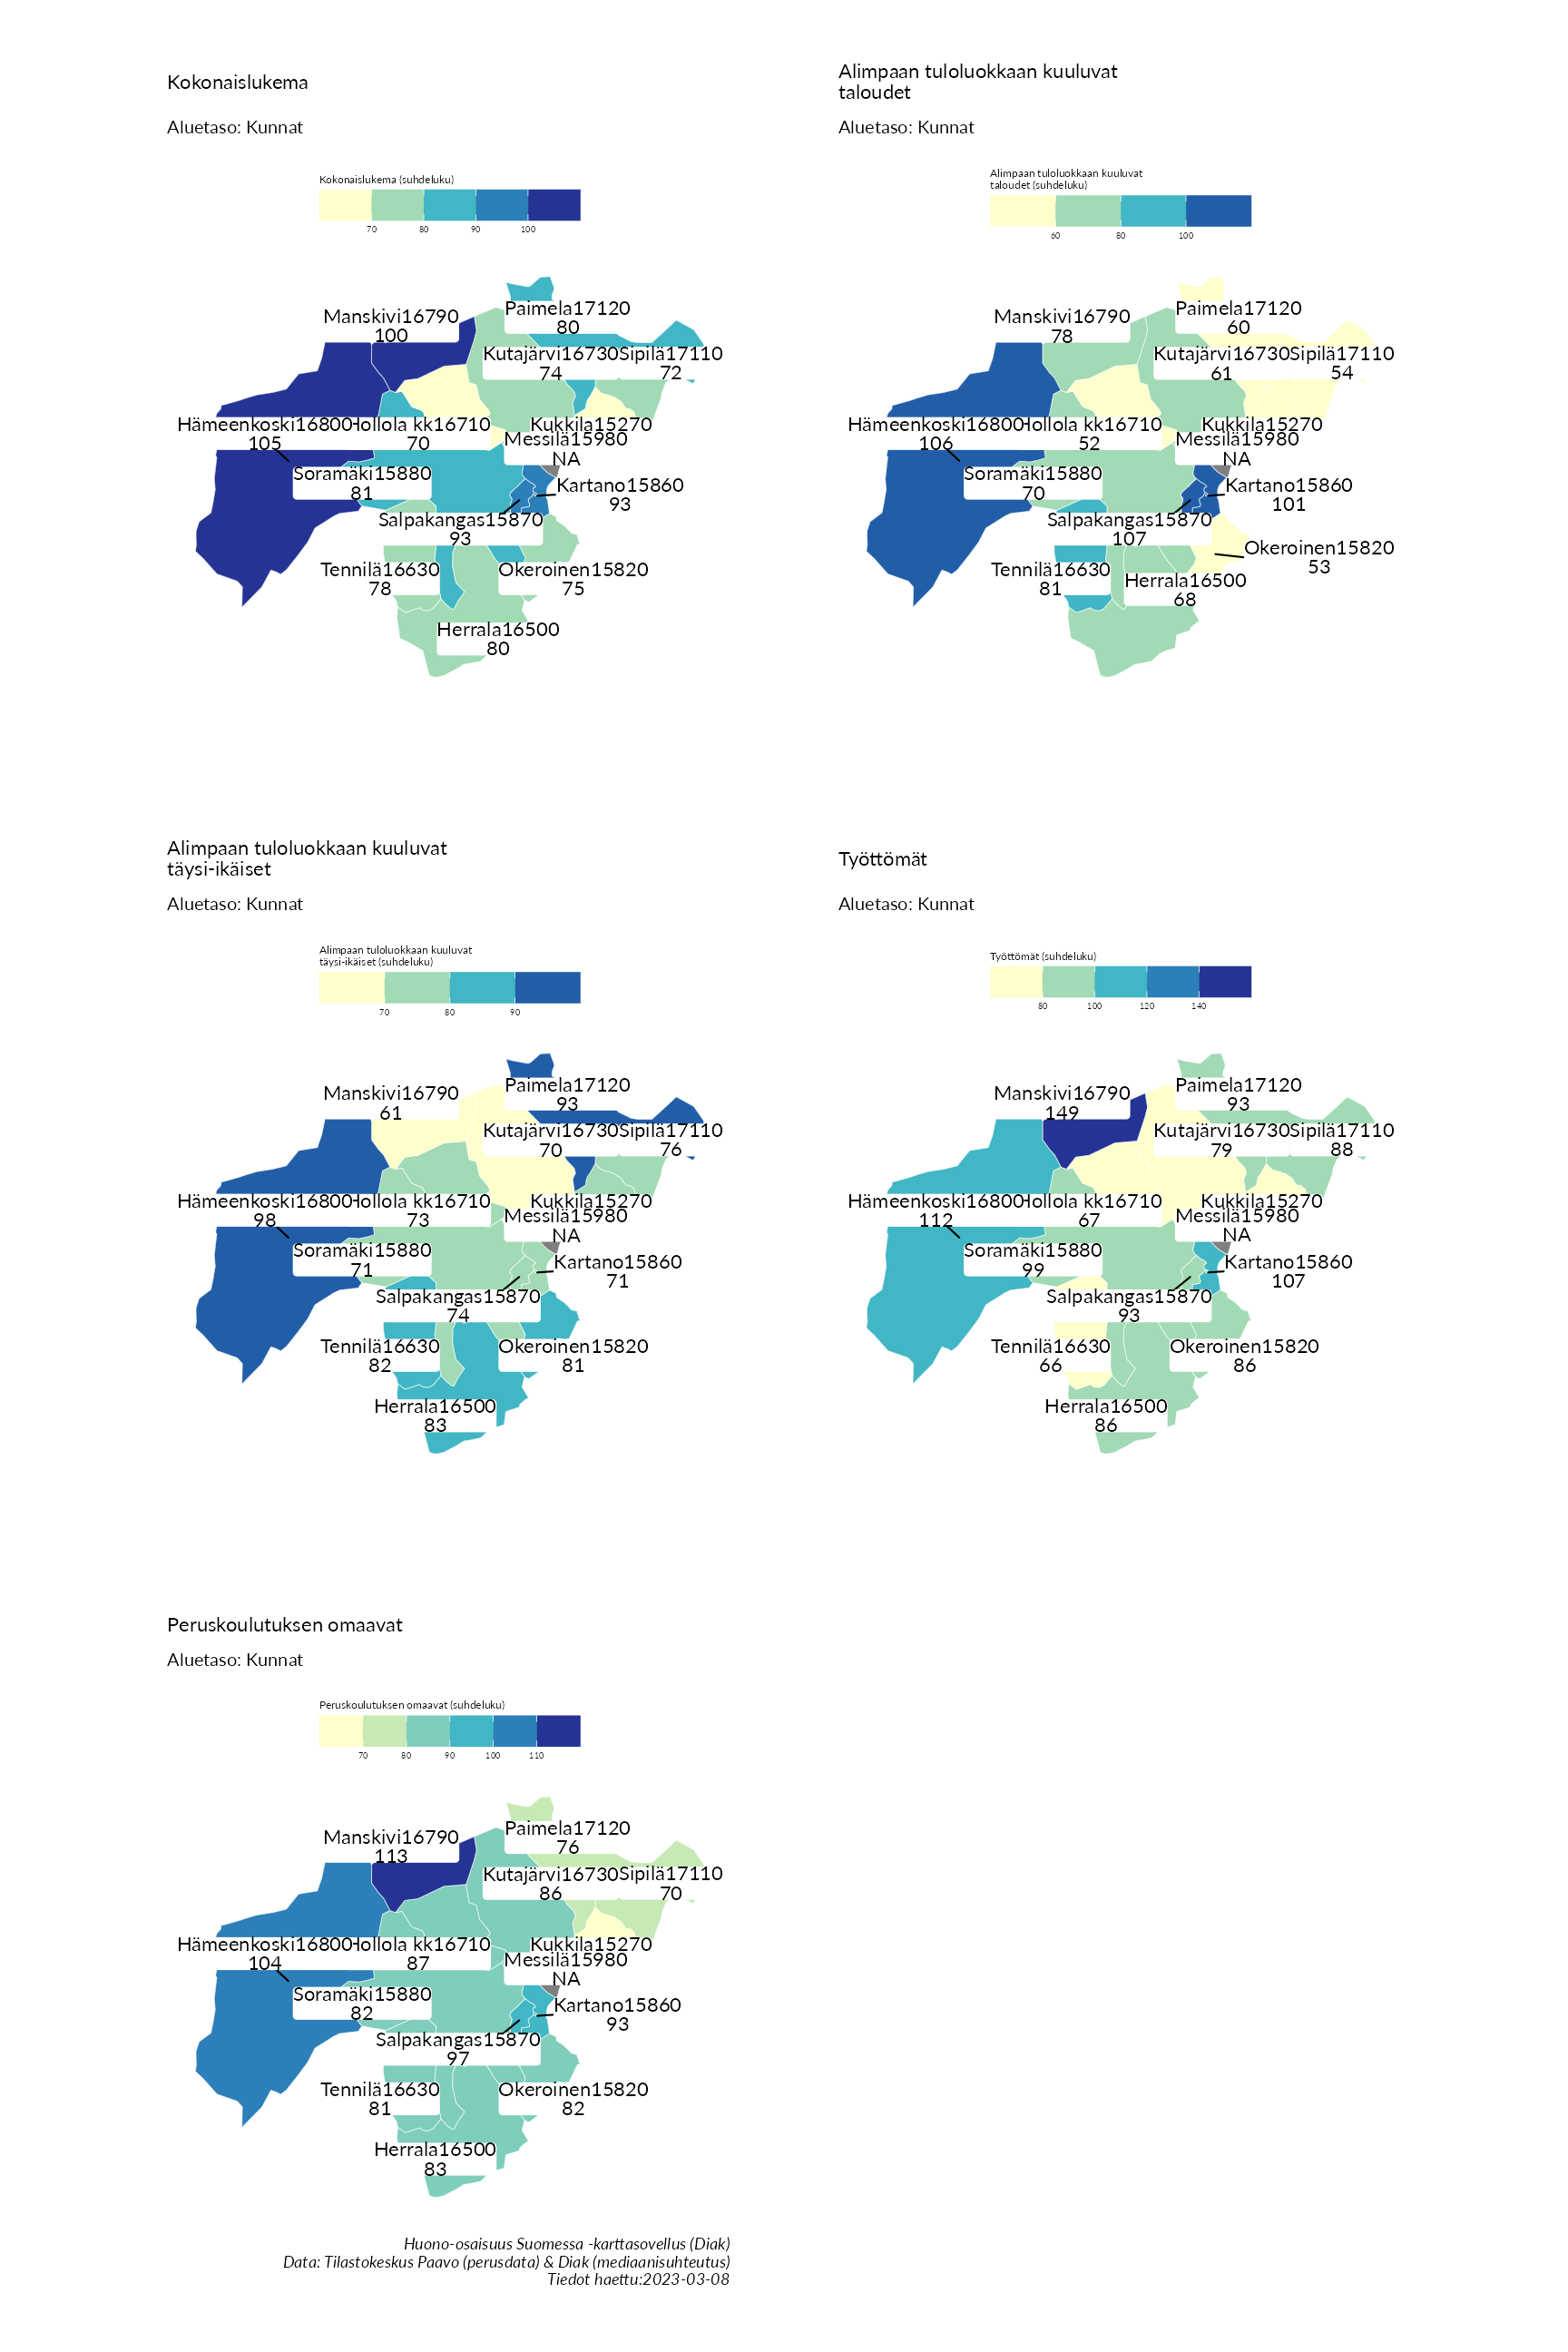 Kokonaislukema
Aluetaso: Kunnat
Kokonaislukema (suhdeluku)
70 80 90 100
Manskivi16790
100
Paimela17120
80
Kutajärvi16730
74
Sipilä17110
72
Hämeenkoski16800
105
Hollola kk16710
70
Kukkila15270
Messilä15980
NA
Soramäki15880
81
Kartano15860
93
Salpakangas15870
93
Tennilä16630
78
Okeroinen15820
75
Herrala16500
80
Alimpaan tuloluokkaan kuuluvat
taloudet
Aluetaso: Kunnat
Alimpaan tuloluokkaan kuuluvat
taloudet (suhdeluku)
60 80 100
Manskivi16790
78
Paimela17120
60
Kutajärvi16730
61
Sipilä17110
54
Hämeenkoski16800
106
Hollola kk16710
52
Kukkila15270
Messilä15980
NA
Soramäki15880
70
Kartano15860
101
Salpakangas15870
107
Okeroinen15820
53
Tennilä16630
81
Herrala16500
68
Alimpaan tuloluokkaan kuuluvat
täysi-ikäiset
Aluetaso: Kunnat
Alimpaan tuloluokkaan kuuluvat
täysi-ikäiset (suhdeluku)
70 80 90
Manskivi16790
61
Paimela17120
93
Kutajärvi16730
70
Sipilä17110
76
Hämeenkoski16800
98
Hollola kk16710
73
Kukkila15270
Messilä15980
NA
Soramäki15880
71
Kartano15860
71
Salpakangas15870
74
Tennilä16630
82
Okeroinen15820
81
Herrala16500
83
Työttömät
Aluetaso: Kunnat
Työttömät (suhdeluku)
80 100 120 140
Manskivi16790
149
Paimela17120
93
Kutajärvi16730
79
Sipilä17110
88
Hämeenkoski16800
112
Hollola kk16710
67
Kukkila15270
Messilä15980
NA
Soramäki15880
99
Kartano15860
107
Salpakangas15870
93
Tennilä16630
66
Okeroinen15820
86
Herrala16500
86
Peruskoulutuksen omaavat
Aluetaso: Kunnat
Peruskoulutuksen omaavat (suhdeluku)
70 80 90 100 110
Manskivi16790
113
Paimela17120
76
Kutajärvi16730
86
Sipilä17110
70
Hämeenkoski16800
104
Hollola kk16710
87
Kukkila15270
Messilä15980
NA
Soramäki15880
82
Kartano15860
93
Salpakangas15870
97
Tennilä16630
81
Okeroinen15820
82
Herrala16500
83
Huono-osaisuus Suomessa -karttasovellus (Diak)
Data: Tilastokeskus Paavo (perusdata) & Diak (mediaanisuhteutus)
Tiedot haettu:2023-03-08